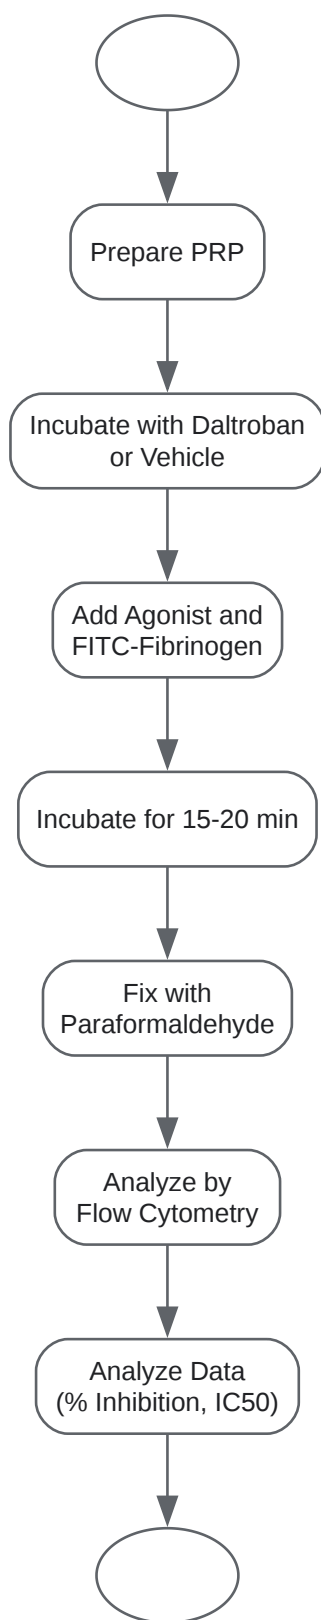 Prepare PRP
Incubate with Daltroban
or Vehicle
Add Agonist and
FITC-Fibrinogen
Incubate for 15-20 min
Fix with
Paraformaldehyde
Analyze by
Flow Cytometry
Analyze Data
(% Inhibition, IC50)